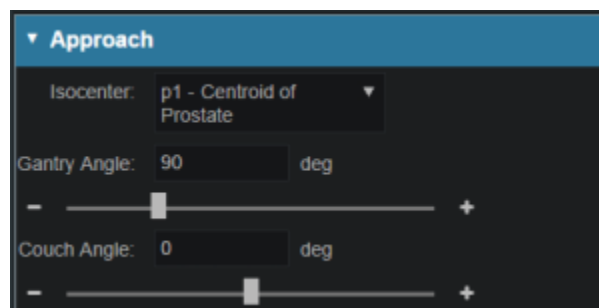 ▼ Approach
Isocenter: p1 - Centroid of ▼
Prostate
Gantry Angle: 90 deg
- +
Couch Angle: 0 deg
- +